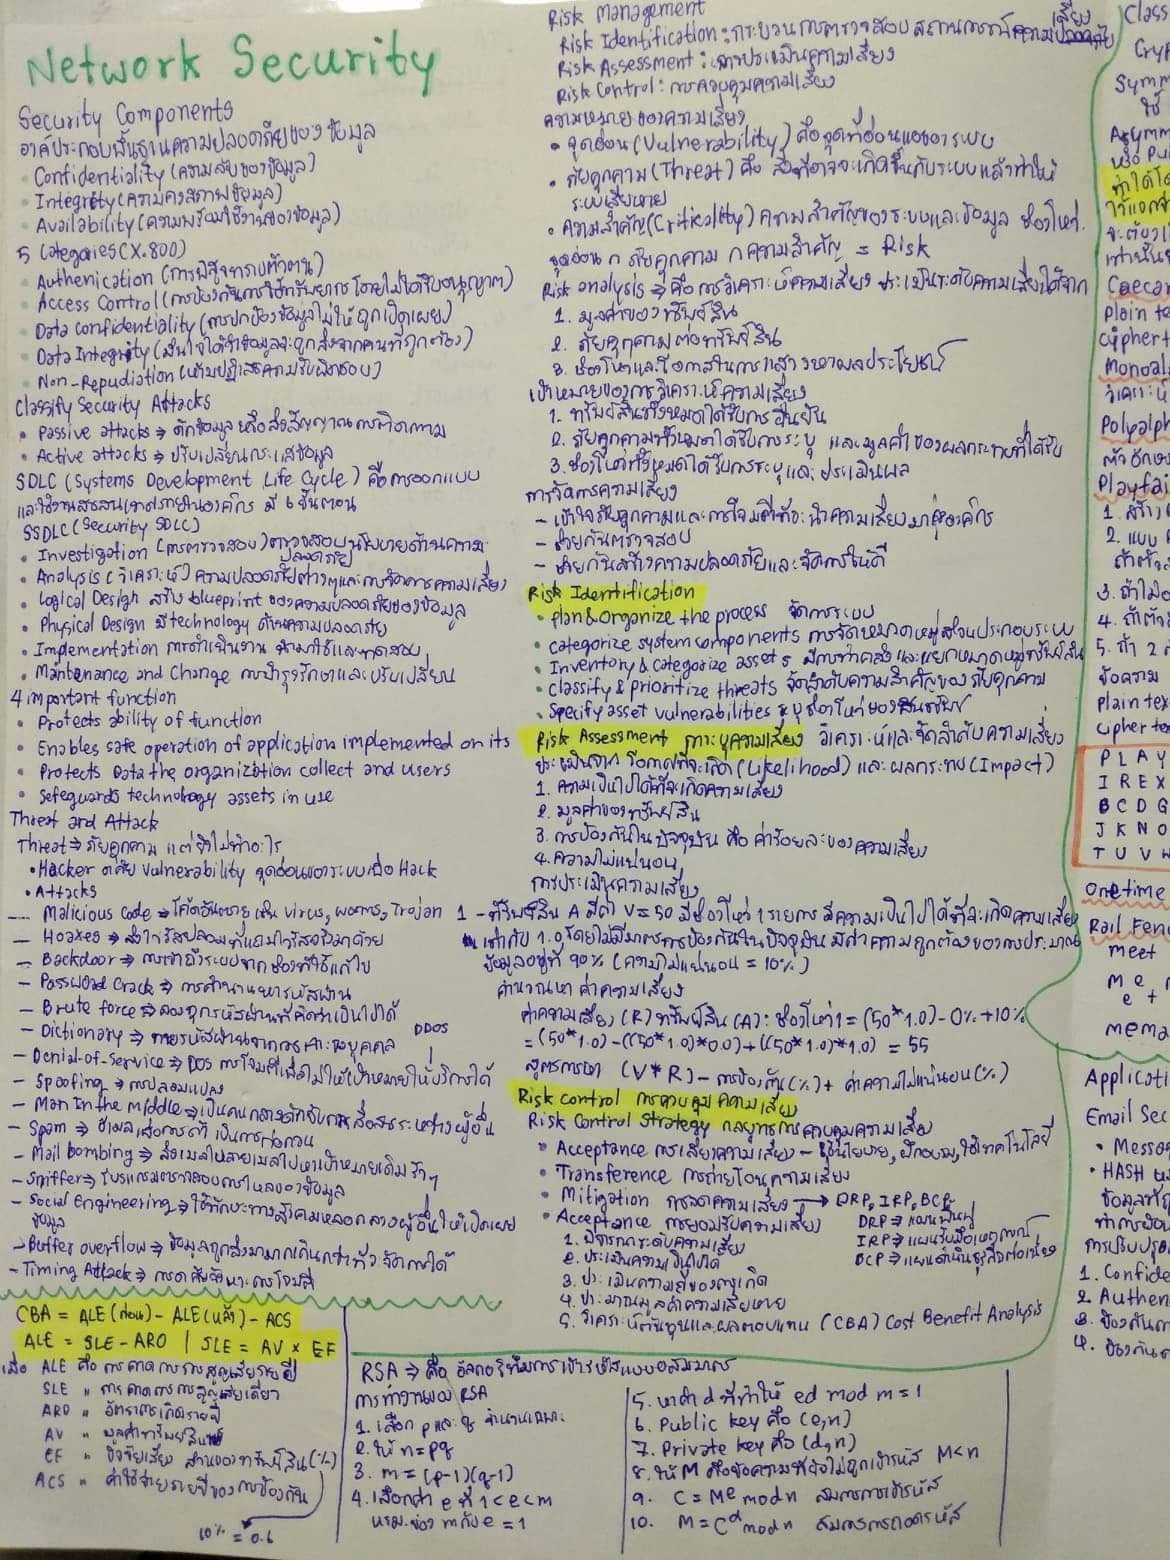 Network Security
Security Components
องค์ประกอบพื้นฐานความปลอดภัยของข้อมูล
• Confidentiality (ความลับของข้อมูล)
• Integrity (ความคงสภาพข้อมูล)
• Availability (ความพร้อมใช้งานของข้อมูล)
5 Categories (X.800)
• Authenication (การพิสูจน์ทราบตัวตน)
• Access Control (การป้องกันการใช้ทรัพยากรโดยไม่ได้รับอนุญาต)
• Data Confidentiality (การปกป้องข้อมูลไม่ให้ถูกเปิดเผย)
• Data Integrity (มั่นใจได้ว่าข้อมูลจะถูกส่งจากคนที่ถูกต้อง)
• Non-Repudiation (ห้ามปฏิเสธความรับผิดชอบ)
Classify Security Attacks
• Passive attacks ⇒ ดักข้อมูล หรือส่งสัญญาณการติดตาม
• Active attacks ⇒ ปรับเปลี่ยนกระแสข้อมูล
SDLC (Systems Development Life Cycle) คือการออกแบบ
และใช้งานสารสนเทศภายในองค์กร มี 6 ขั้นตอน
SSDLC (Security SDLC)
• Investigation (การตรวจสอบ) ตรวจสอบนโยบายด้านความปลอดภัย
• Analysis (วิเคราะห์) ความปลอดภัยต่างๆและการจัดการความเสี่ยง
• Logical Design สร้าง blueprint ของความปลอดภัยของข้อมูล
• Physical Design มี technology ด้านความปลอดภัย
• Implementation การดำเนินงาน นำมาใช้และทดสอบ
• Maintenance and Change การบำรุงรักษาและปรับเปลี่ยน
4 important function
• Protects ability of function
• Enables safe operation of application implemented on its
• Protects Data the organization collect and users
• Safeguards technology assets in use
Threat and Attack
Threat ⇒ ภัยคุกคาม แต่ยังไม่ทำอะไร
• Hacker อาศัย vulnerability จุดอ่อนของระบบเพื่อ Hack
• Attacks
— Malicious Code ⇒ โค้ดอันตราย เช่น virus, worms, Trojan
— Hoaxes ⇒ ส่งไวรัสปลอมที่แถมไวรัสจริงมาด้วย
— Backdoor ⇒ การเข้าถึงระบบจากช่องที่ใช้แก้ไข
— Password Crack ⇒ การคำนวนหารหัสผ่าน
— Brute force ⇒ ลองทุกรหัสผ่านที่คิดว่าเป็นไปได้
— Dictionary ⇒ ทายรหัสผ่านจากการเจาะจงบุคคล
DDOS
— Denial-of-Service ⇒ DOS การโจมตีเพื่อไม่ให้เป้าหมายให้บริการได้
— Spoofing ⇒ การปลอมแปลง
— Man In the middle ⇒ เป็นคนกลางดักจับการสื่อสารระหว่างผู้อื่น
— Spam ⇒ อีเมลเพื่อการค้า เป็นการก่อกวน
— Mail bombing ⇒ ส่งเมลหลายเมลไปหาเป้าหมายเดิมรัวๆ
— Sniffer ⇒ โปรแกรมตรวจสอบการไหลของข้อมูล
— Social Engineering ⇒ ใช้ทักษะทางสังคมหลอกลวงผู้อื่นให้เปิดเผย
ข้อมูล
— Buffer overflow ⇒ ข้อมูลถูกส่งมามากเกินกว่าที่จะจัดการได้
— Timing Attack ⇒
CBA = ALE (ก่อน) - ALE (หลัง) - ACS
ALE = SLE - ARO | SLE = AV × EF
เมื่อ ALE คือ การคาดการการสูญเสียรายปี
SLE " การคาดการการสูญเสียเดี่ยว
ARO " อัตราการเกิดรายปี
AV " มูลค่าทรัพย์สิน
EF " ปัจจัยเสี่ยง ส่วนของทรัพย์สิน (%)
ACS " ค่าใช้จ่ายรายปีของการป้องกัน
10% = 0.6
Risk Management
Risk Identification : กระบวนการตรวจสอบสถานการณ์ความเสี่ยง
Risk Assessment : การประเมินความเสี่ยง
Risk Control : การควบคุมความเสี่ยง
ความหมายของความเสี่ยง
• จุดอ่อน (Vulnerability) คือจุดที่อ่อนแอของระบบ
• ภัยคุกคาม (Threat) คือ สิ่งที่อาจจะเกิดขึ้นกับระบบแล้วทำให้
ระบบเสียหาย
• ความสำคัญ (Criticality) ความสำคัญของระบบและข้อมูล ช่องโหว่.
จุดอ่อน ∩ ภัยคุกคาม ∩ ความสำคัญ = Risk
Risk analysis ⇒ คือ การวิเคราะห์ความเสี่ยง ประเมินระดับความเสี่ยงได้จาก
1. มูลค่าของทรัพย์สิน
2. ภัยคุกคามต่อทรัพย์สิน
3. ช่องโหว่และโอกาสในการแสวงหาผลประโยชน์
เป้าหมายของการวิเคราะห์ความเสี่ยง
1. ทรัพย์สินทั้งหมดได้รับการยืนยัน
2. ภัยคุกคามทั้งหมดได้รับการระบุ และมูลค่าของผลกระทบที่ได้รับ
3. ช่องโหว่ทั้งหมดได้รับการระบุและประเมินผล
การจัดการความเสี่ยง
— เข้าใจภัยคุกคามและการโจมตีที่จะนำความเสี่ยงมาสู่องค์กร
— ช่วยกันตรวจสอบ
— ช่วยกันสร้างความปลอดภัยและจัดการให้ดี
Risk Identification
• plan & organize the process จัดการระบบ
• categorize system components การจัดหมวดหมู่ส่วนประกอบระบบ
• Inventory & categorize assets มีการทำคลังและแยกหมวดหมู่ทรัพย์สิน
• Classify & prioritize threats จัดลำดับความสำคัญของภัยคุกคาม
• Specify asset vulnerabilities ระบุช่องโหว่ของสินทรัพย์
Risk Assessment การระบุความเสี่ยง วิเคราะห์และจัดลำดับความเสี่ยง
ประเมินจาก โอกาสที่จะเกิด (Likelihood) และ ผลกระทบ (Impact)
1. ความเป็นไปได้ที่จะเกิดความเสี่ยง
2. มูลค่าของทรัพย์สิน
3. การป้องกันในปัจจุบัน คือ ค่าร้อยละของความเสี่ยง
4. ความไม่แน่นอน
การประเมินความเสี่ยง
1 - ทรัพย์สิน A มีค่า V = 50 มีช่องโหว่ 1 รายการ มีความเป็นไปได้ที่จะเกิดความเสี่ยง
เท่ากับ 1.0 โดยไม่มีมาตรการป้องกันในปัจจุบัน มีค่าความถูกต้องของการประมาณ
ข้อมูลอยู่ที่ 90% (ความไม่แน่นอน = 10%)
คำนวณหา ค่าความเสี่ยง
ค่าความเสี่ยง (R) ทรัพย์สิน (A) : ช่องโหว่ 1 = (50*1.0) - 0% + 10%
= (50*1.0) - ((50*1.0)*0.0) + ((50*1.0)*1.0) = 55
สูตรการหา (V*R) - การป้องกัน (%) + ค่าความไม่แน่นอน (%)
Risk control การควบคุมความเสี่ยง
Risk Control Strategy กลยุทธการควบคุมความเสี่ยง
• Acceptance การเลี่ยงความเสี่ยง - ใช้นโยบาย, ฝึกอบรม, ใช้เทคโนโลยี
• Transference การถ่ายโอนความเสี่ยง
• Mitigation การลดความเสี่ยง → DRP, IRP, BCP
• Acceptance การยอมรับความเสี่ยง
DRP ⇒ แผนฟื้นฟู
IRP ⇒ แผนรับมือเหตุการณ์
BCP ⇒ แผนดำเนินธุรกิจต่อเนื่อง
1. พิจารณาระดับความเสี่ยง
2. ประเมินความเป็นไปได้
3. ประเมินความถี่ของการเกิด
4. ประมาณมูลค่าความเสียหาย
5. วิเคราะห์ต้นทุนและผลตอบแทน (CBA) Cost Benefit Analysis
RSA ⇒ คือ อัลกอริทึมการเข้ารหัสแบบอสมมาตร
การทำงานของ RSA
1. เลือก p และ q จำนวนเฉพาะ
2. ให้ n = pq
3. m = (p-1)(q-1)
4. เลือกค่า e ที่ 1 < e < m
หรม. ของ m กับ e = 1
5. หาค่า d ที่ทำให้ ed mod m = 1
6. Public key คือ (e, n)
7. Private key คือ (d, n)
8. ให้ M คือข้อความที่ยังไม่ถูกเข้ารหัส M < n
9. C = M^e mod n สมการการเข้ารหัส
10. M = C^d mod n สมการการถอดรหัส
Class
Cryp
Symm
ใช้
Asymm
หรือ Pub
Caecar
plain te
cipher t
Monoal
วิเคราะห์
Polyalph
ตัวอักษร
Playfai
1. สร้าง
2. แบบ
ถ้าตัว
3. ถ้าไม่
4. ถ้าตัว
5. ถ้า 2
ข้อความ
plaintex
ciphertex
P L A Y
I R E X
B C D G
J K N O
T U V W
Onetime
Rail Fen
meet
m e
e t
mema
Applicati
Email Sec
• Messag
• HASH
ข้อมูล
การปรับปรุง
1. Confide
2. Authen
3. ป้องกันการ
4. ป้องกัน